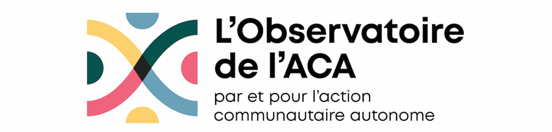 L'Observatoire
de l'ACA
par et pour l'action
communautaire autonome